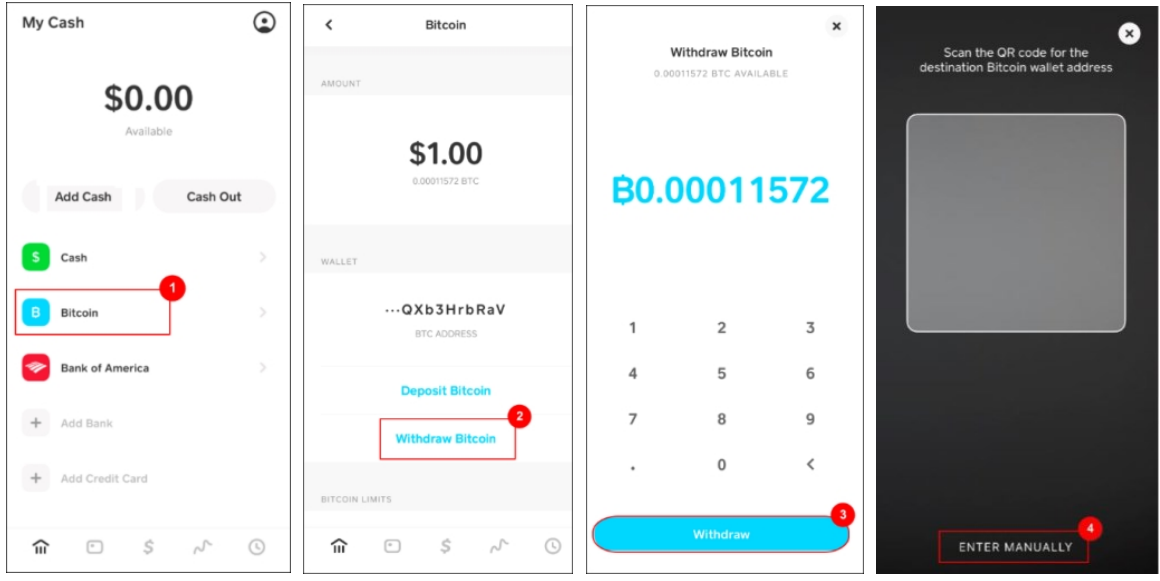 My Cash
$0.00
Available
Add Cash
Cash Out
$ Cash
1
B Bitcoin
Bank of America
+ Add Bank
+ Add Credit Card
$
Bitcoin
AMOUNT
$1.00
0.00011572 BTC
WALLET
···QXb3HrbRaV
BTC ADDRESS
Deposit Bitcoin
2
Withdraw Bitcoin
BITCOIN LIMITS
$
Withdraw Bitcoin
0.00011572 BTC AVAILABLE
₿0.00011572
1 2 3
4 5 6
7 8 9
. 0 <
3
Withdraw
Scan the QR code for the
destination Bitcoin wallet address
4
ENTER MANUALLY